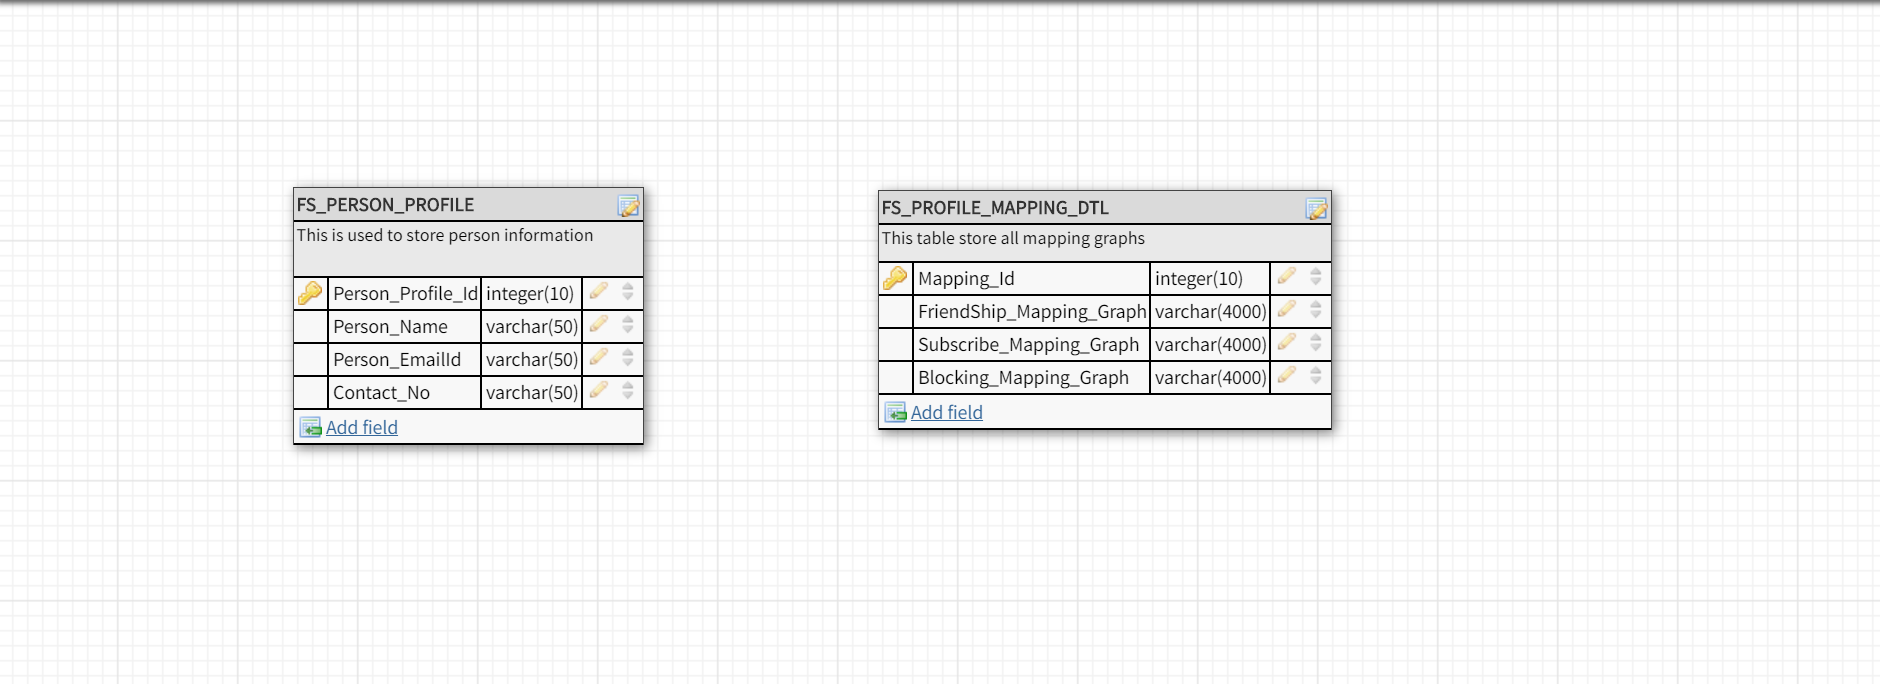 FS_PERSON_PROFILE
This is used to store person information
Person_Profile_Id integer(10)
Person_Name varchar(50)
Person_EmailId varchar(50)
Contact_No varchar(50)
Add field
FS_PROFILE_MAPPING_DTL
This table store all mapping graphs
Mapping_Id integer(10)
FriendShip_Mapping_Graph varchar(4000)
Subscribe_Mapping_Graph varchar(4000)
Blocking_Mapping_Graph varchar(4000)
Add field